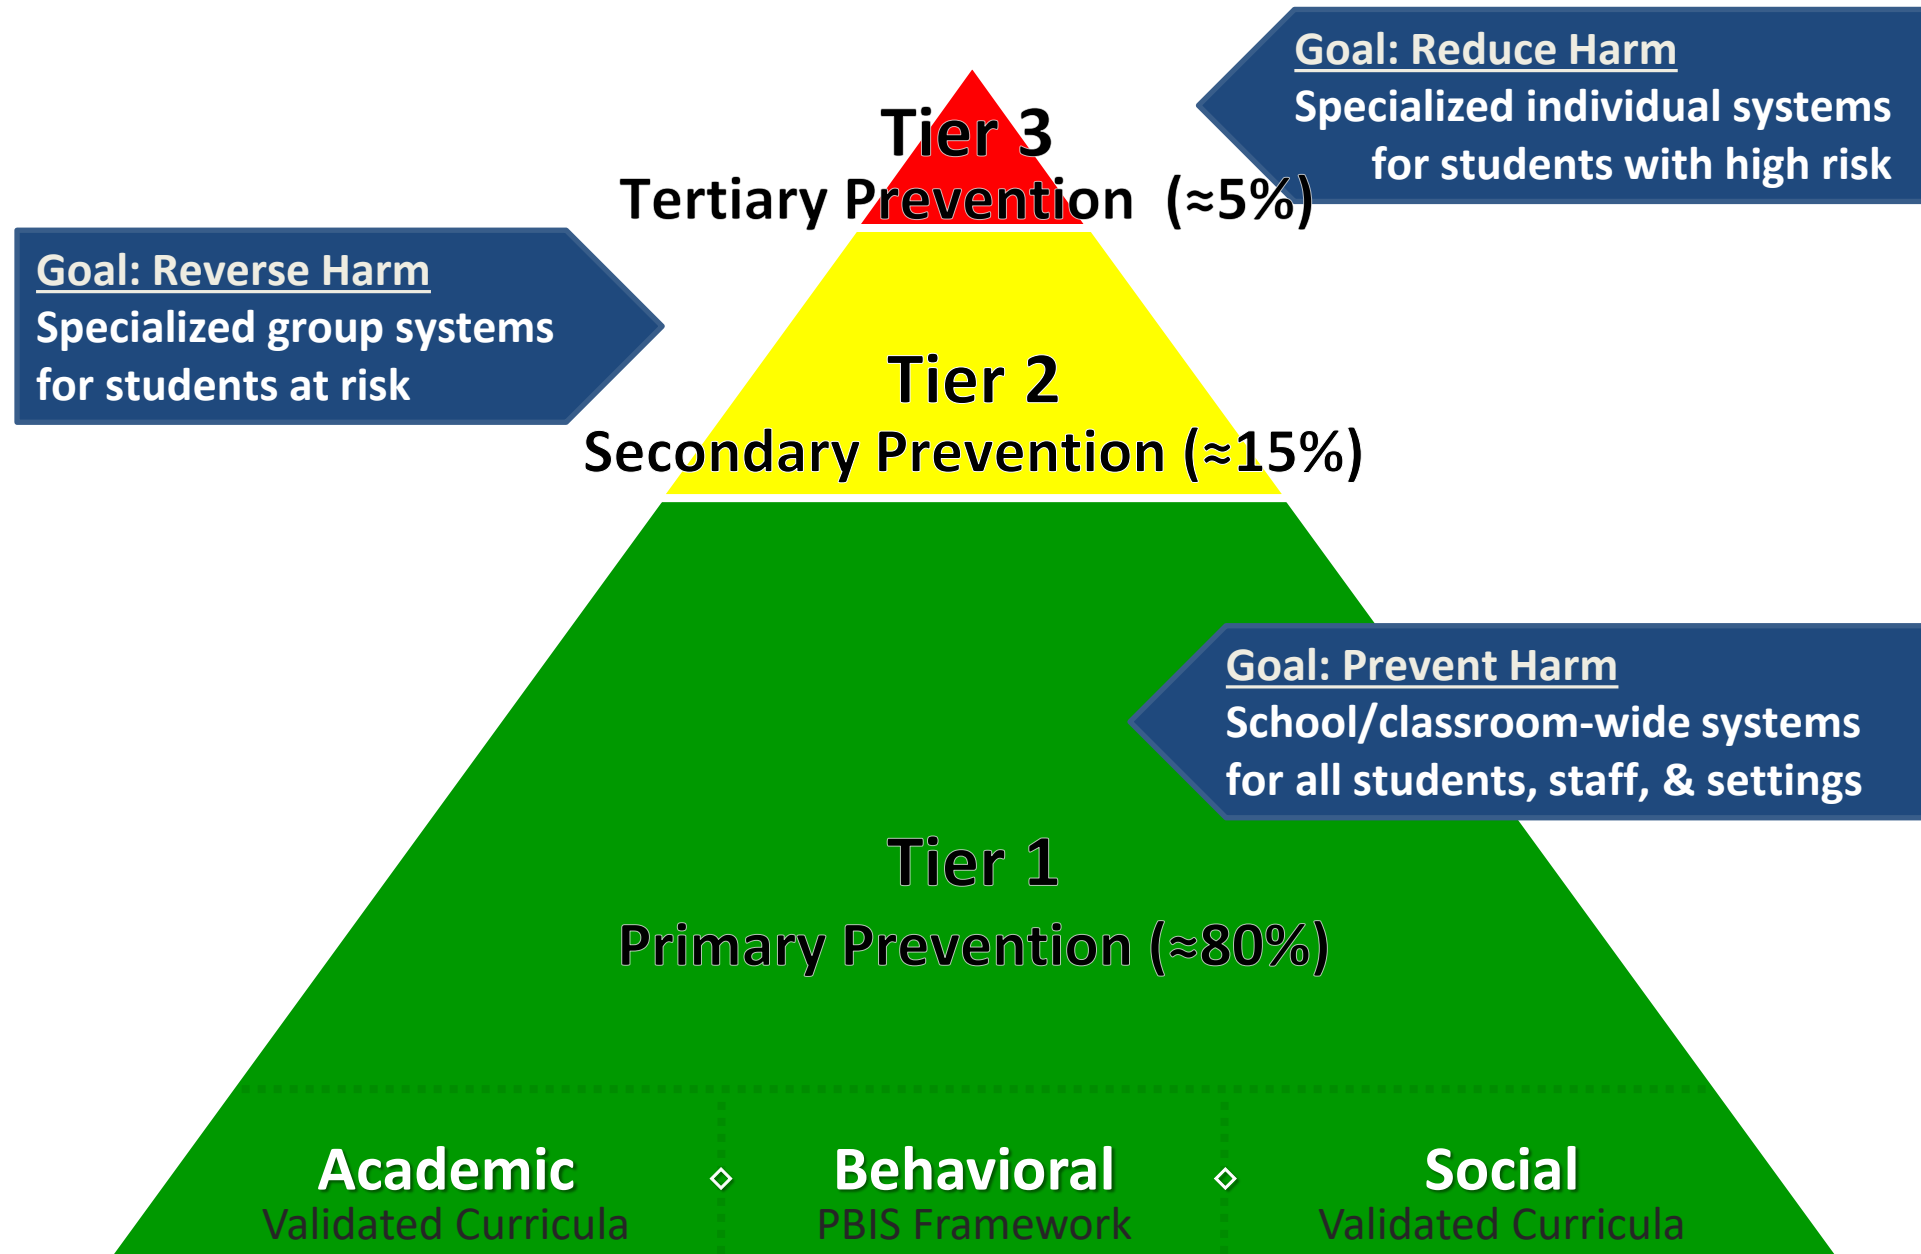 Goal: Reduce Harm
Specialized individual systems
for students with high risk
Tier 3
Tertiary Prevention (≈5%)
Goal: Reverse Harm
Specialized group systems
for students at risk
Tier 2
Secondary Prevention (≈15%)
Goal: Prevent Harm
School/classroom-wide systems
for all students, staff, & settings
Tier 1
Primary Prevention (≈80%)
Academic ◇ Behavioral ◇ Social
Validated Curricula PBIS Framework Validated Curricula